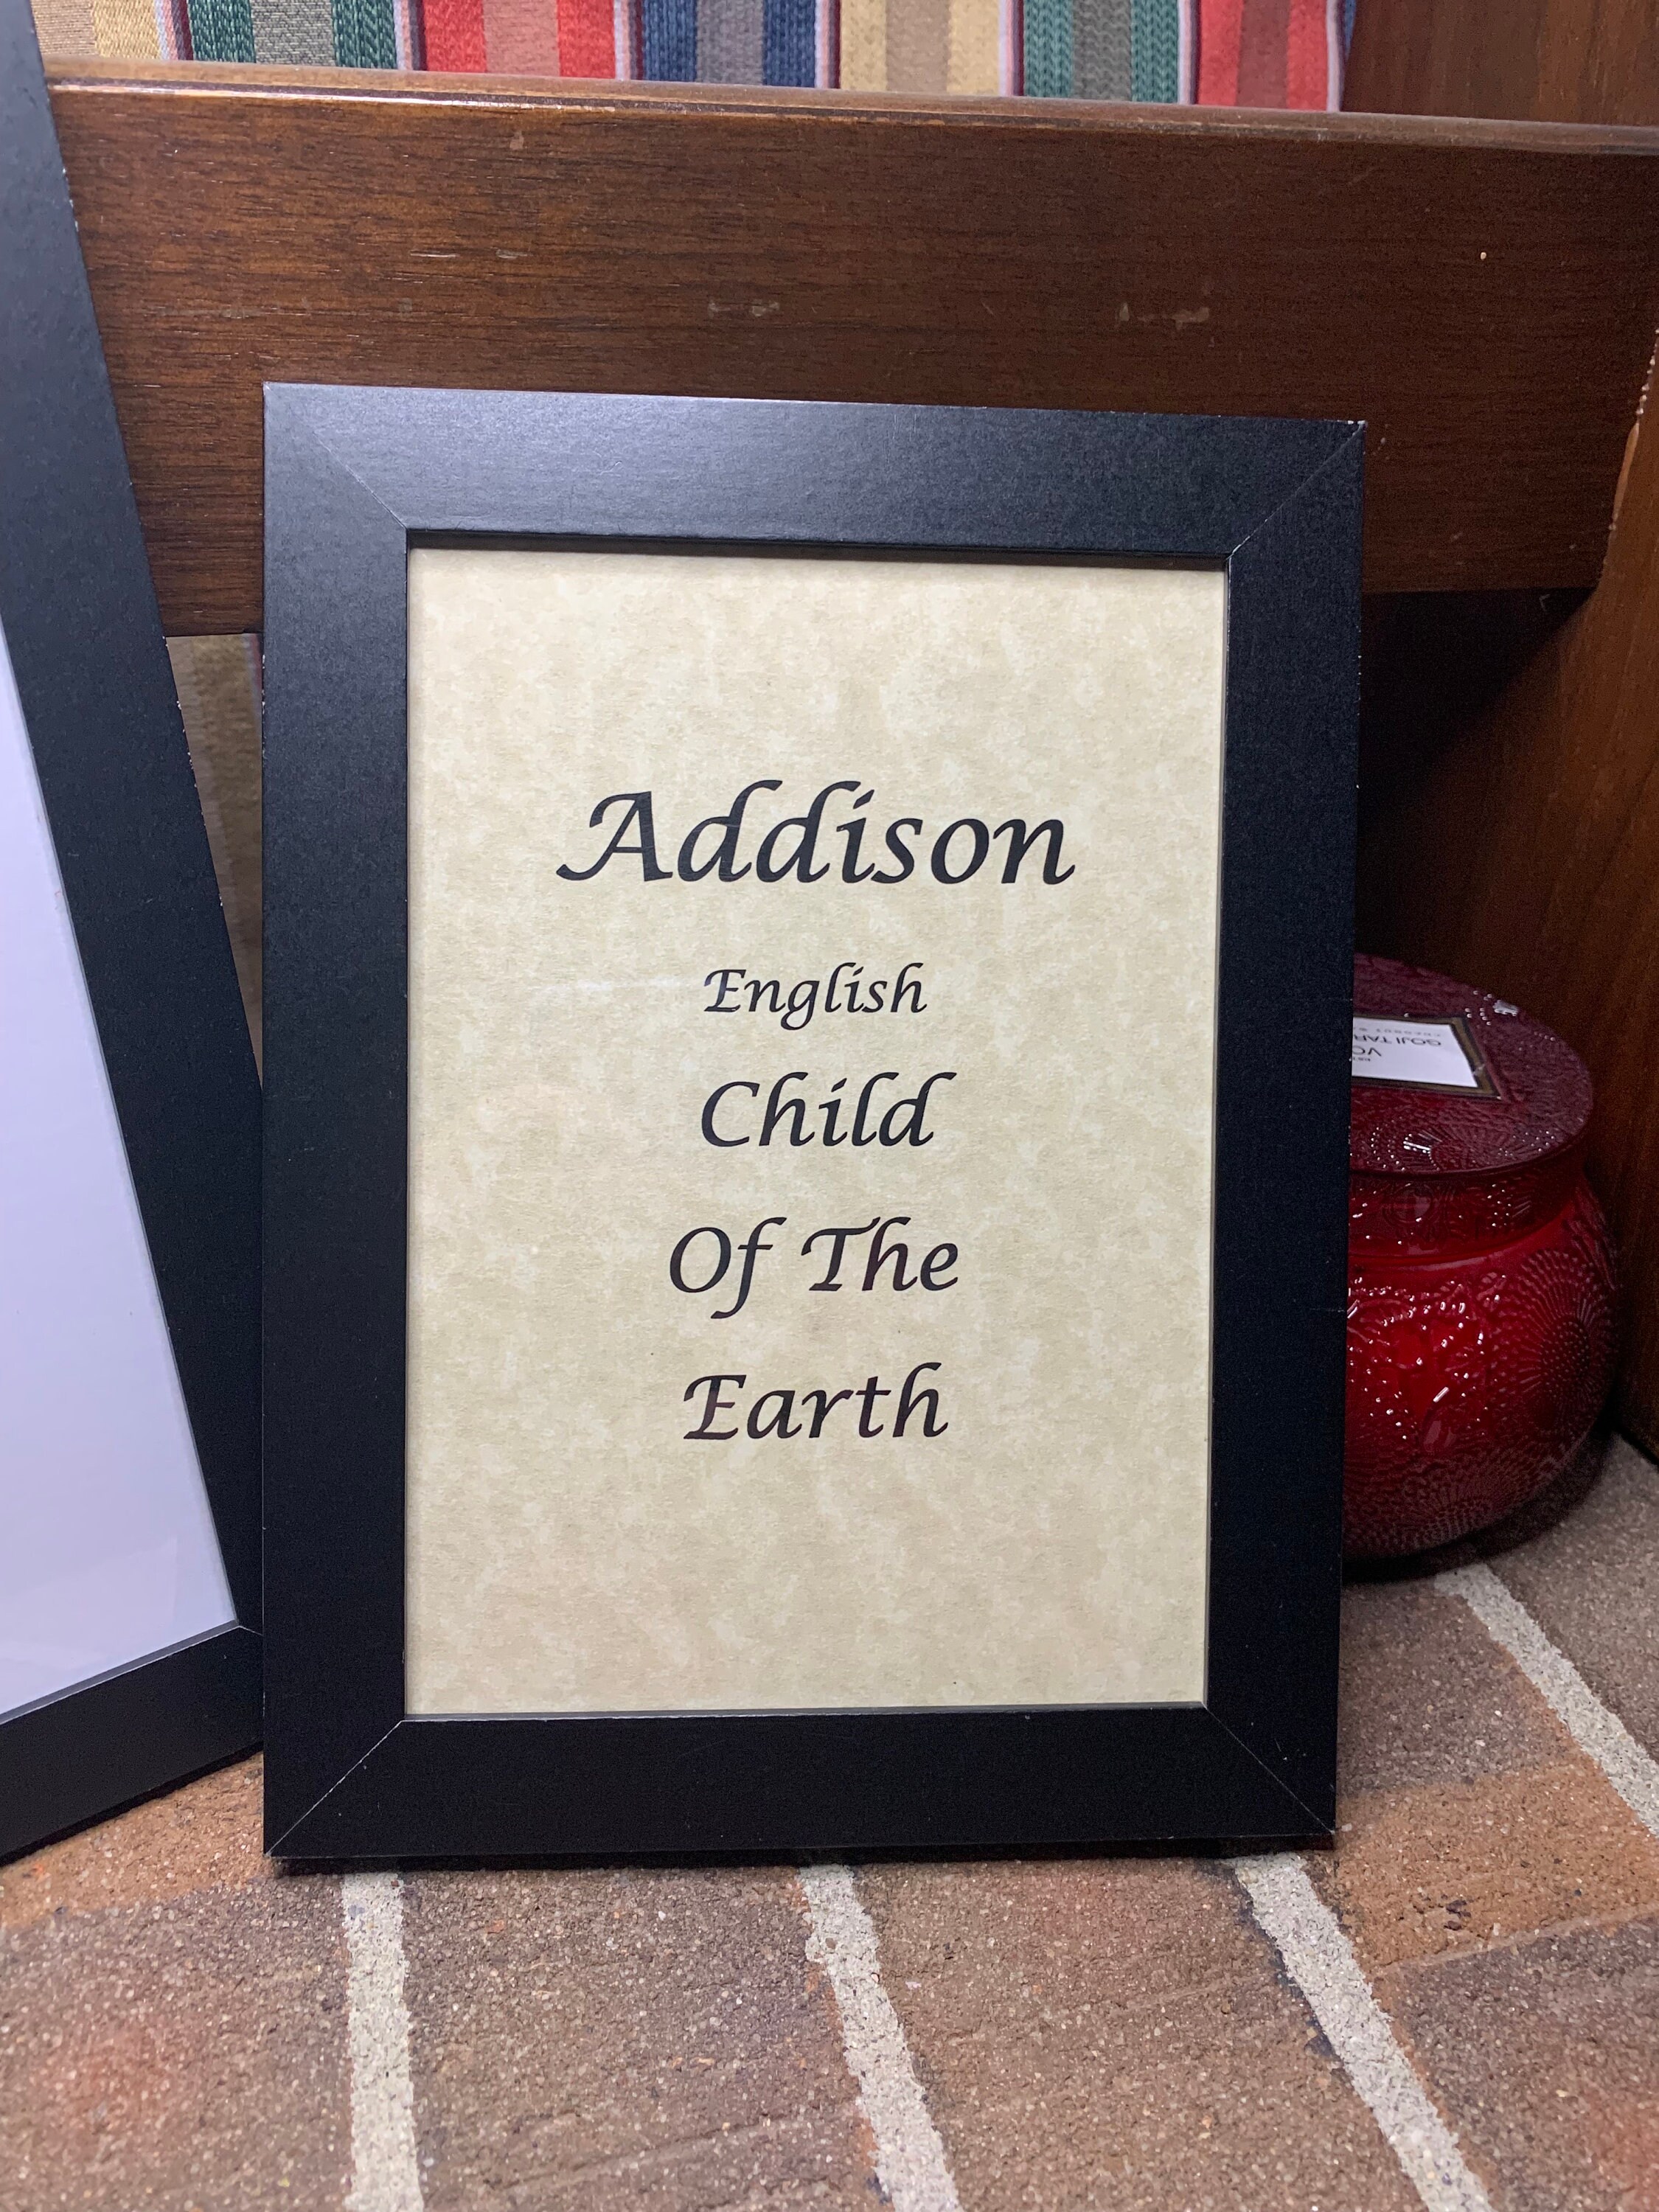 Addison
English
Child
Of The
Earth